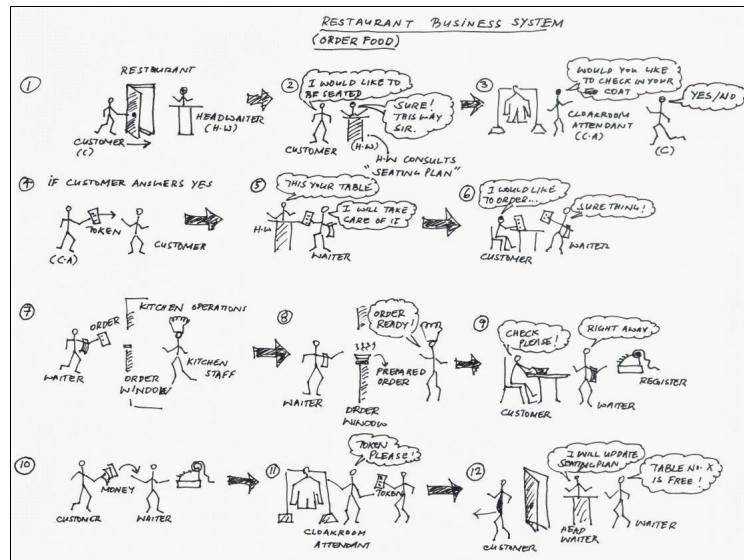 RESTAURANT BUSINESS SYSTEM
(ORDER FOOD)
1
RESTAURANT
CUSTOMER
(C)
HEADWAITER
(H.W)
2
I WOULD LIKE TO
BE SEATED
SURE!
THIS WAY
SIR.
CUSTOMER
(H.W)
H.W CONSULTS
"SEATING PLAN"
3
WOULD YOU LIKE
TO CHECK IN YOUR
COAT
YES/NO
CLOAKROOM
ATTENDANT
(C.A)
(C)
4
IF CUSTOMER ANSWERS YES
TOKEN
(C.A)
CUSTOMER
5
THIS YOUR TABLE
I WILL TAKE
CARE OF IT
H.W
WAITER
6
I WOULD LIKE
TO ORDER...
SURE THING!
CUSTOMER
WAITER
7
KITCHEN OPERATIONS
ORDER
WAITER
ORDER
WINDOW
KITCHEN
STAFF
8
ORDER
READY!
PREPARED
ORDER
WAITER
ORDER
WINDOW
9
CHECK
PLEASE!
RIGHT AWAY
REGISTER
CUSTOMER
WAITER
10
MONEY
CUSTOMER
WAITER
11
TOKEN
PLEASE!
TOKEN
CLOAKROOM
ATTENDANT
12
I WILL UPDATE
SEATING PLAN
TABLE NO. X
IS FREE!
CUSTOMER
HEAD
WAITER
WAITER